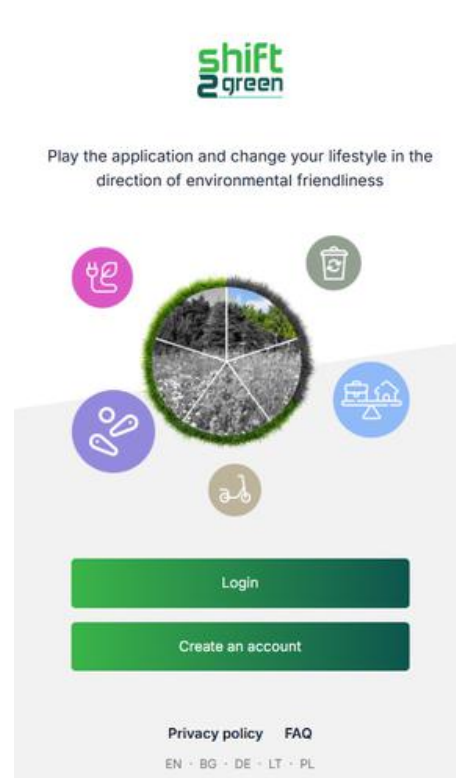 shift
2green
Play the application and change your lifestyle in the
direction of environmental friendliness
Login
Create an account
Privacy policy FAQ
EN · BG · DE · LT · PL